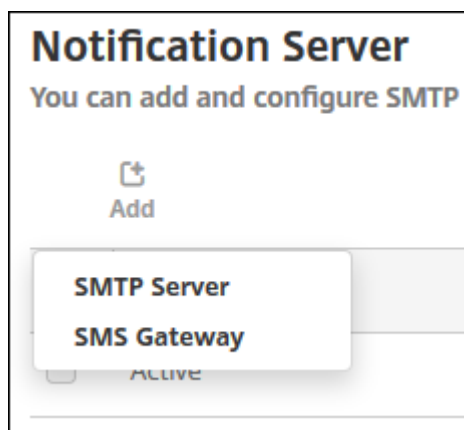 Notification Server
You can add and configure SMTP
Add
SMTP Server
SMS Gateway
Active